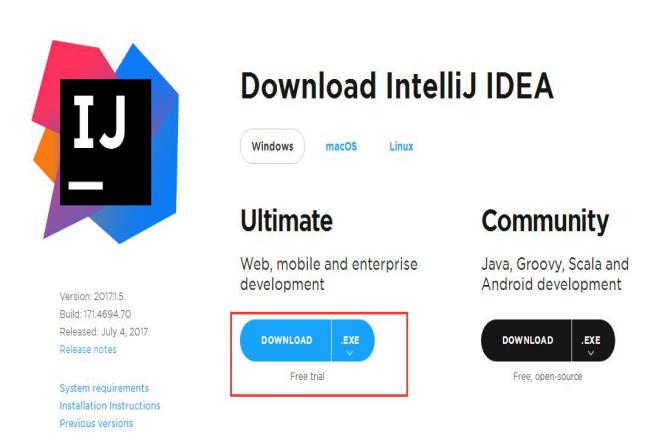 IJ
Download IntelliJ IDEA
Windows macOS Linux
Ultimate
Web, mobile and enterprise
development
DOWNLOAD .EXE
Free trial
Community
Java, Groovy, Scala and
Android development
DOWNLOAD .EXE
Free, open-source
Version: 2017.1.5
Build: 171.4694.70
Released: July 4, 2017
Release notes
System requirements
Installation Instructions
Previous versions